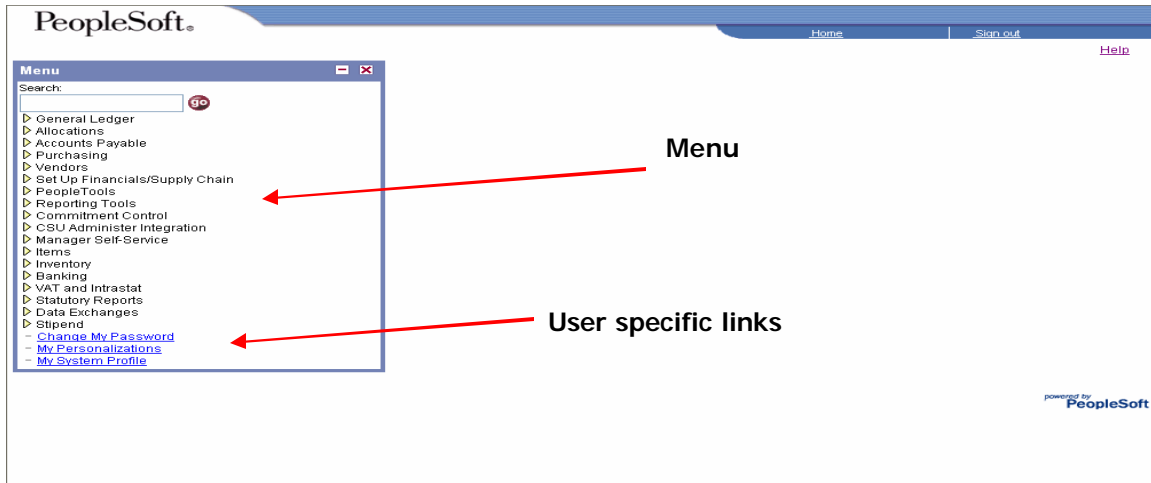 PeopleSoft®
Home
Sign out
Help
Menu
Search:
go
General Ledger
Allocations
Accounts Payable
Purchasing
Vendors
Set Up Financials/Supply Chain
PeopleTools
Reporting Tools
Commitment Control
CSU Administer Integration
Manager Self-Service
Items
Inventory
Banking
VAT and Intrastat
Statutory Reports
Data Exchanges
Stipend
– Change My Password
– My Personalizations
– My System Profile
Menu
User specific links
powered by
PeopleSoft